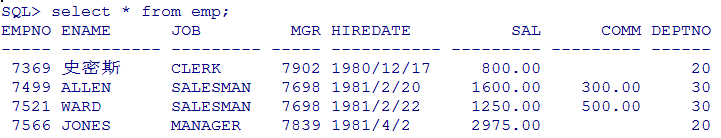 SQL> select * from emp;
EMPNO ENAME      JOB         MGR HIREDATE          SAL      COMM DEPTNO
----- ---------- --------- ----- ----------- --------- --------- ------
 7369 史密斯     CLERK      7902 1980/12/17     800.00               20
 7499 ALLEN      SALESMAN   7698 1981/2/20     1600.00    300.00     30
 7521 WARD       SALESMAN   7698 1981/2/22     1250.00    500.00     30
 7566 JONES      MANAGER    7839 1981/4/2      2975.00               20